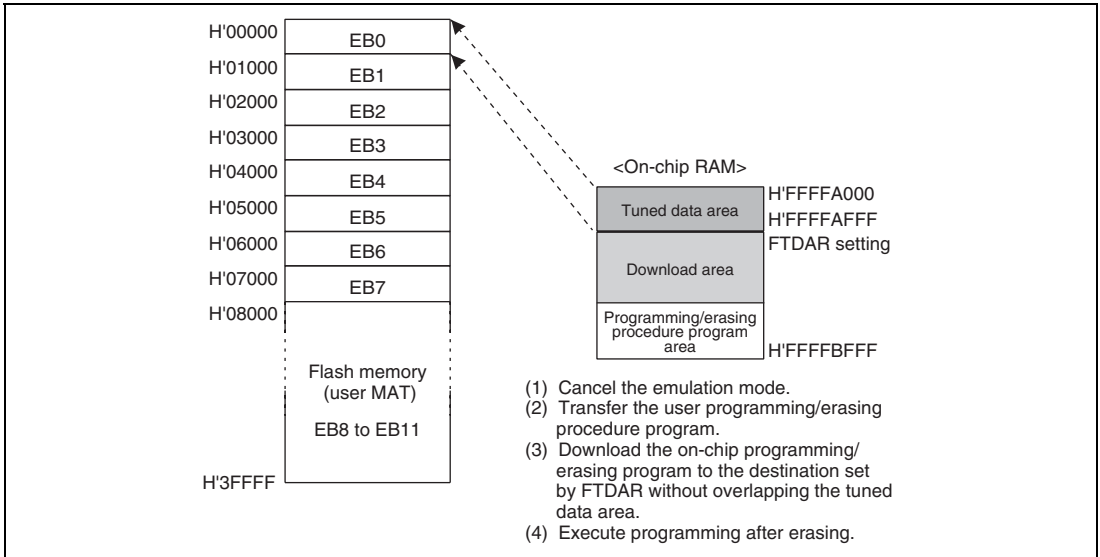 H'00000
EB0
H'01000
EB1
H'02000
EB2
H'03000
EB3
H'04000
EB4
H'05000
EB5
H'06000
EB6
H'07000
EB7
H'08000
Flash memory
(user MAT)
EB8 to EB11
H'3FFFF
<On-chip RAM>
H'FFFFA000
Tuned data area
H'FFFFAFFF
FTDAR setting
Download area
Programming/erasing
procedure program
area
H'FFFFBFFF
(1) Cancel the emulation mode.
(2) Transfer the user programming/erasing
procedure program.
(3) Download the on-chip programming/
erasing program to the destination set
by FTDAR without overlapping the tuned
data area.
(4) Execute programming after erasing.